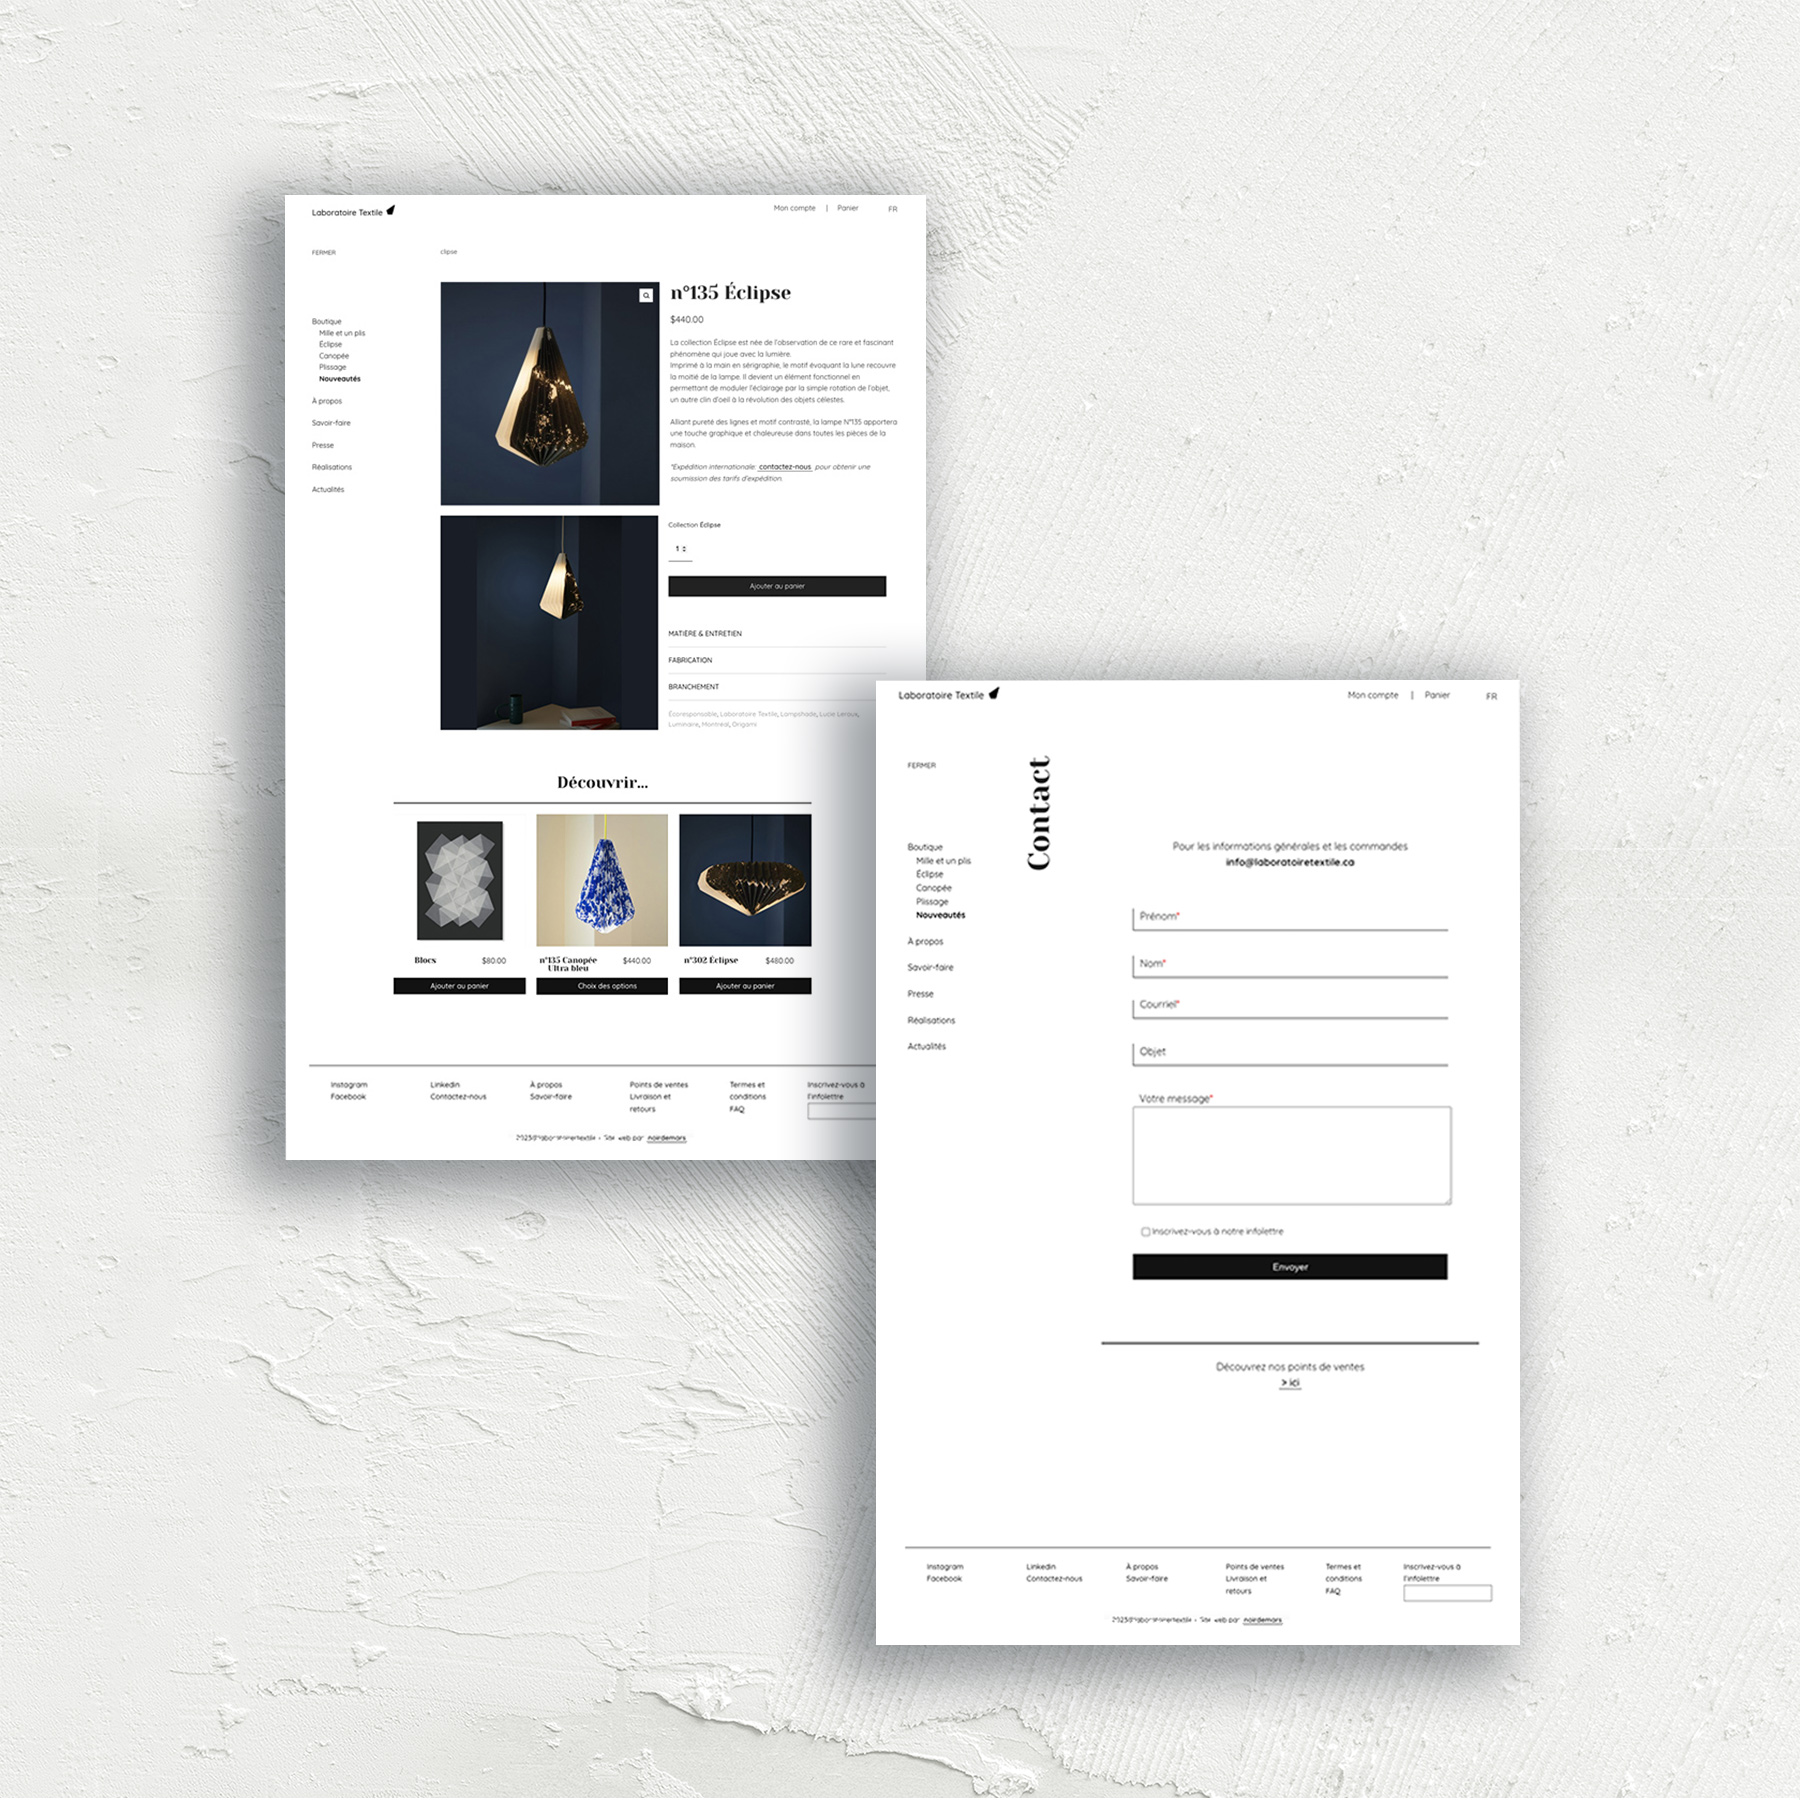 Laboratoire Textile
Mon compte | Panier FR
FERMER
clipse
Boutique
Mille et un plis
Éclipse
Canopée
Plissage
Nouveautés
À propos
Savoir-faire
Presse
Réalisations
Actualités
n°135 Éclipse
$440.00
La collection Éclipse est née de l'observation de ce rare et fascinant
phénomène qui joue avec la lumière.
Imprimé à la main en sérigraphie, le motif évoquant la lune recouvre
la moitié de la lampe. Il devient un élément fonctionnel en
permettant de moduler l'éclairage par la simple rotation de l'objet,
un autre clin d'oeil à la révolution des objets célestes.
Alliant pureté des lignes et motif contrasté, la lampe N°135 apportera
une touche graphique et chaleureuse dans toutes les pièces de la
maison.
*Expédition internationale: contactez-nous pour obtenir une
soumission des tarifs d'expédition.
Collection Éclipse
1
Ajouter au panier
MATIÈRE & ENTRETIEN
FABRICATION
BRANCHEMENT
Écoresponsable, Laboratoire Textile, Lampshade, Lucie Leroux,
Luminaire, Montréal, Origami
Découvrir...
Blocs $80.00
Ajouter au panier
n°135 Canopée $440.00
Ultra bleu
Choix des options
n°302 Éclipse $480.00
Ajouter au panier
Instagram
Facebook
Linkedin
Contactez-nous
À propos
Savoir-faire
Points de ventes
Livraison et
retours
Termes et
conditions
FAQ
Inscrivez-vous à
l'infolettre
Site web par noirdemars
Laboratoire Textile
Mon compte | Panier FR
FERMER
Contact
Boutique
Mille et un plis
Éclipse
Canopée
Plissage
Nouveautés
À propos
Savoir-faire
Presse
Réalisations
Actualités
Pour les informations générales et les commandes
info@laboratoiretextile.ca
Prénom*
Nom*
Courriel*
Objet
Votre message*
Inscrivez-vous à notre infolettre
Envoyer
Découvrez nos points de ventes
> ici
Instagram
Facebook
Linkedin
Contactez-nous
À propos
Savoir-faire
Points de ventes
Livraison et
retours
Termes et
conditions
FAQ
Inscrivez-vous à
l'infolettre
Site web par noirdemars